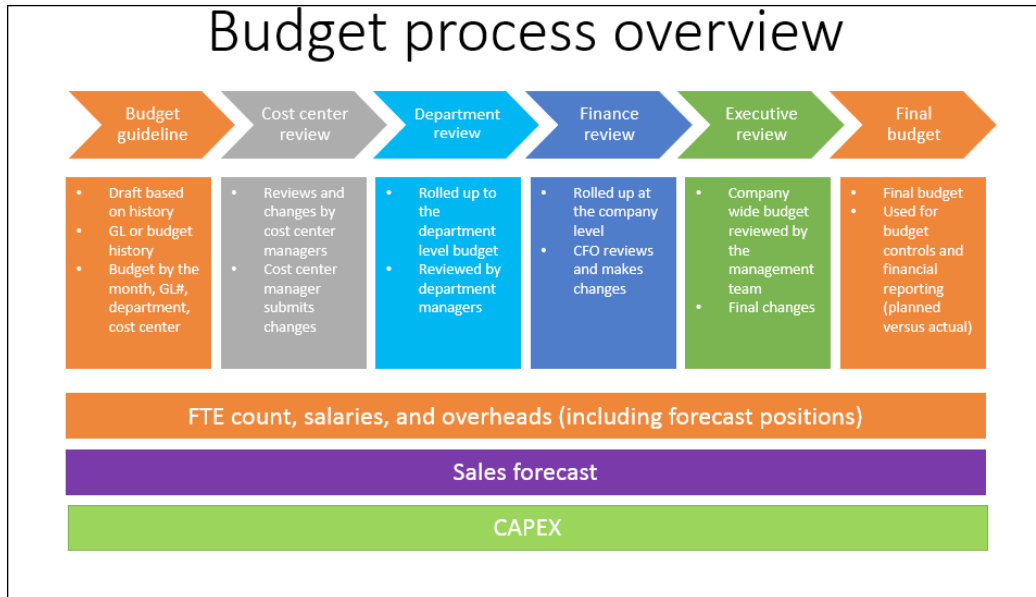 Budget process overview
Budget
guideline
Cost center
review
Department
review
Finance
review
Executive
review
Final
budget
• Draft based
on history
• GL or budget
history
• Budget by the
month, GL#,
department,
cost center
• Reviews and
changes by
cost center
managers
• Cost center
manager
submits
changes
• Rolled up to
the
department
level budget
• Reviewed by
department
managers
• Rolled up at
the company
level
• CFO reviews
and makes
changes
• Company
wide budget
reviewed by
the
management
team
• Final changes
• Final budget
• Used for
budget
controls and
financial
reporting
(planned
versus actual)
FTE count, salaries, and overheads (including forecast positions)
Sales forecast
CAPEX